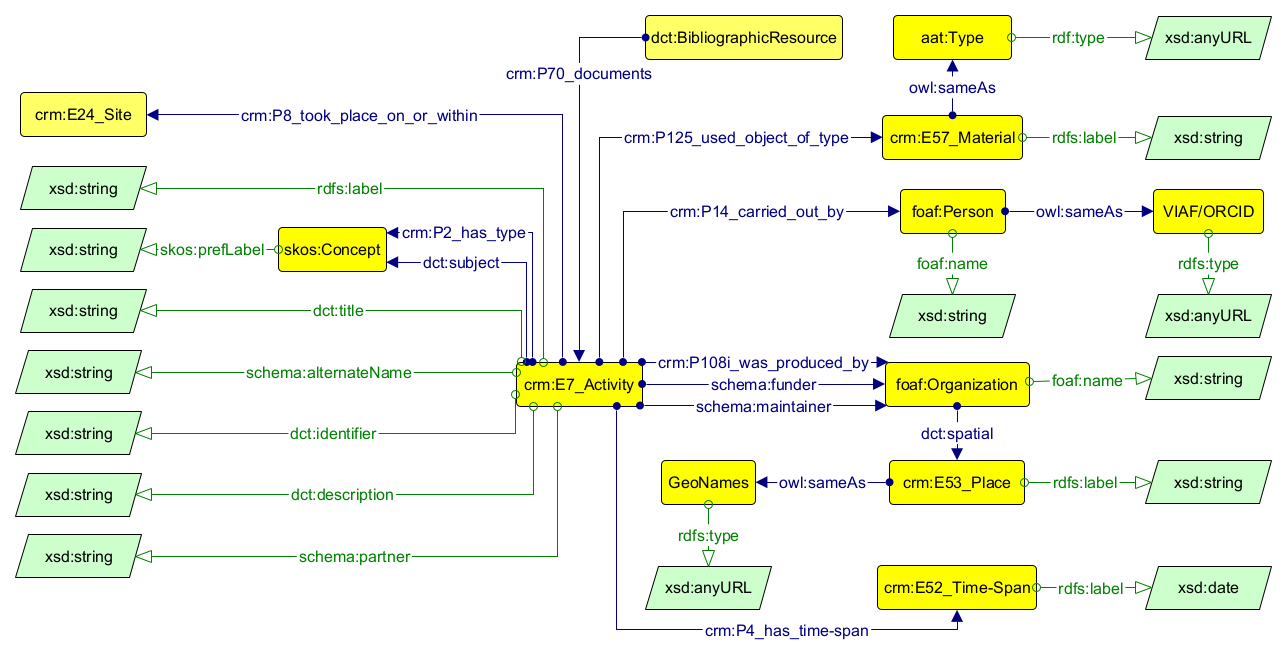 dct:BibliographicResource
aat:Type
rdf:type
xsd:anyURL
crm:P70_documents
owl:sameAs
crm:E24_Site
crm:P8_took_place_on_or_within
crm:P125_used_object_of_type
crm:E57_Material
rdfs:label
xsd:string
xsd:string
rdfs:label
crm:P14_carried_out_by
foaf:Person
owl:sameAs
VIAF/ORCID
crm:P2_has_type
xsd:string
skos:prefLabel
skos:Concept
dct:subject
foaf:name
rdfs:type
xsd:string
dct:title
xsd:string
xsd:anyURL
crm:P108i_was_produced_by
xsd:string
schema:alternateName
crm:E7_Activity
schema:funder
foaf:Organization
foaf:name
xsd:string
schema:maintainer
xsd:string
dct:identifier
dct:spatial
GeoNames
owl:sameAs
crm:E53_Place
rdfs:label
xsd:string
xsd:string
dct:description
rdfs:type
xsd:string
schema:partner
xsd:anyURL
crm:E52_Time-Span
rdfs:label
xsd:date
crm:P4_has_time-span